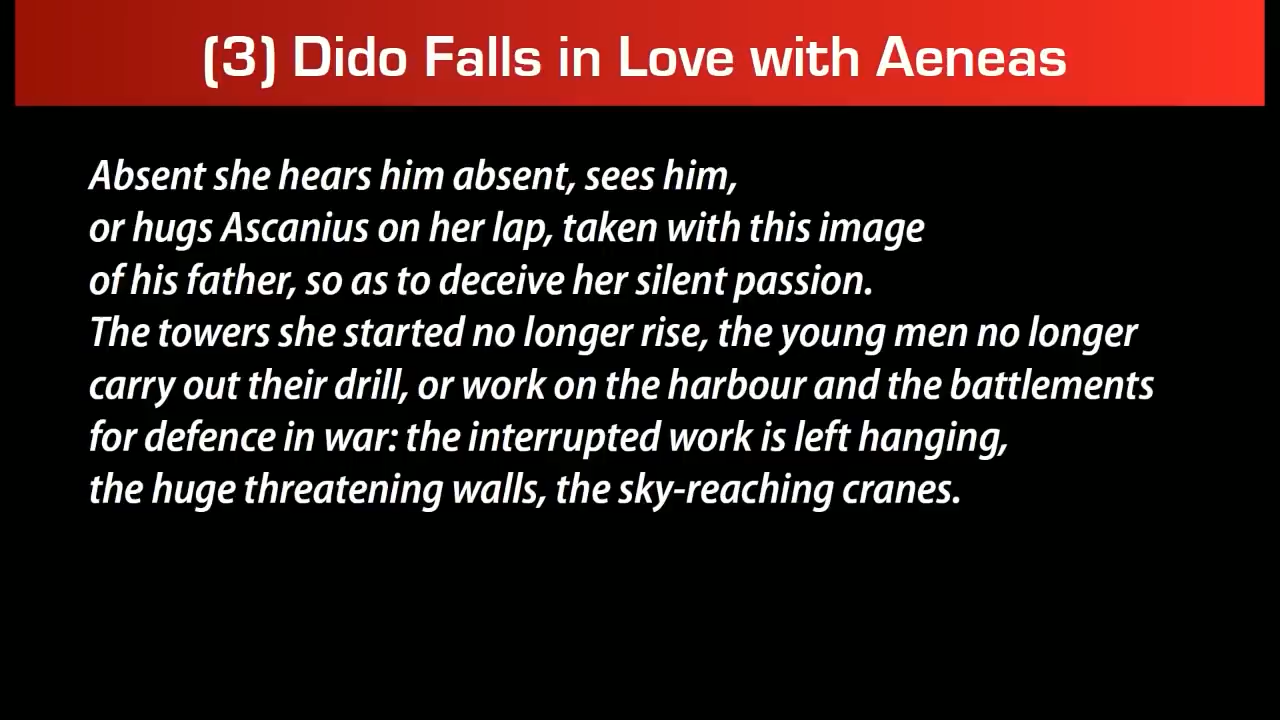 (3) Dido Falls in Love with Aeneas
Absent she hears him absent, sees him,
or hugs Ascanius on her lap, taken with this image
of his father, so as to deceive her silent passion.
The towers she started no longer rise, the young men no longer
carry out their drill, or work on the harbour and the battlements
for defence in war: the interrupted work is left hanging,
the huge threatening walls, the sky-reaching cranes.